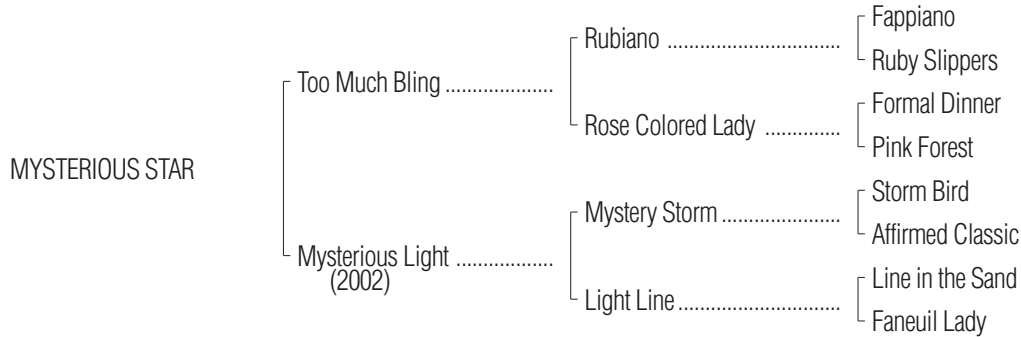 Fappiano
Rubiano ................................
Ruby Slippers
Too Much Bling ....................
Formal Dinner
Rose Colored Lady ..............
Pink Forest
MYSTERIOUS STAR
Storm Bird
Mystery Storm ......................
Affirmed Classic
Mysterious Light ..................
(2002)
Line in the Sand
Light Line ..............................
Faneuil Lady